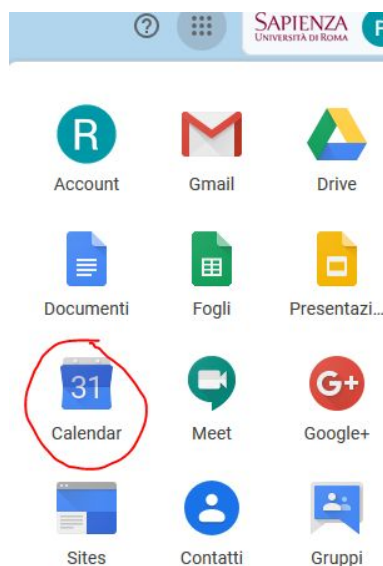 SAPIENZA
UNIVERSITÀ DI ROMA
R
Account
Gmail
Drive
Documenti
Fogli
Presentazi...
31
Calendar
Meet
G+
Google+
Sites
Contatti
Gruppi